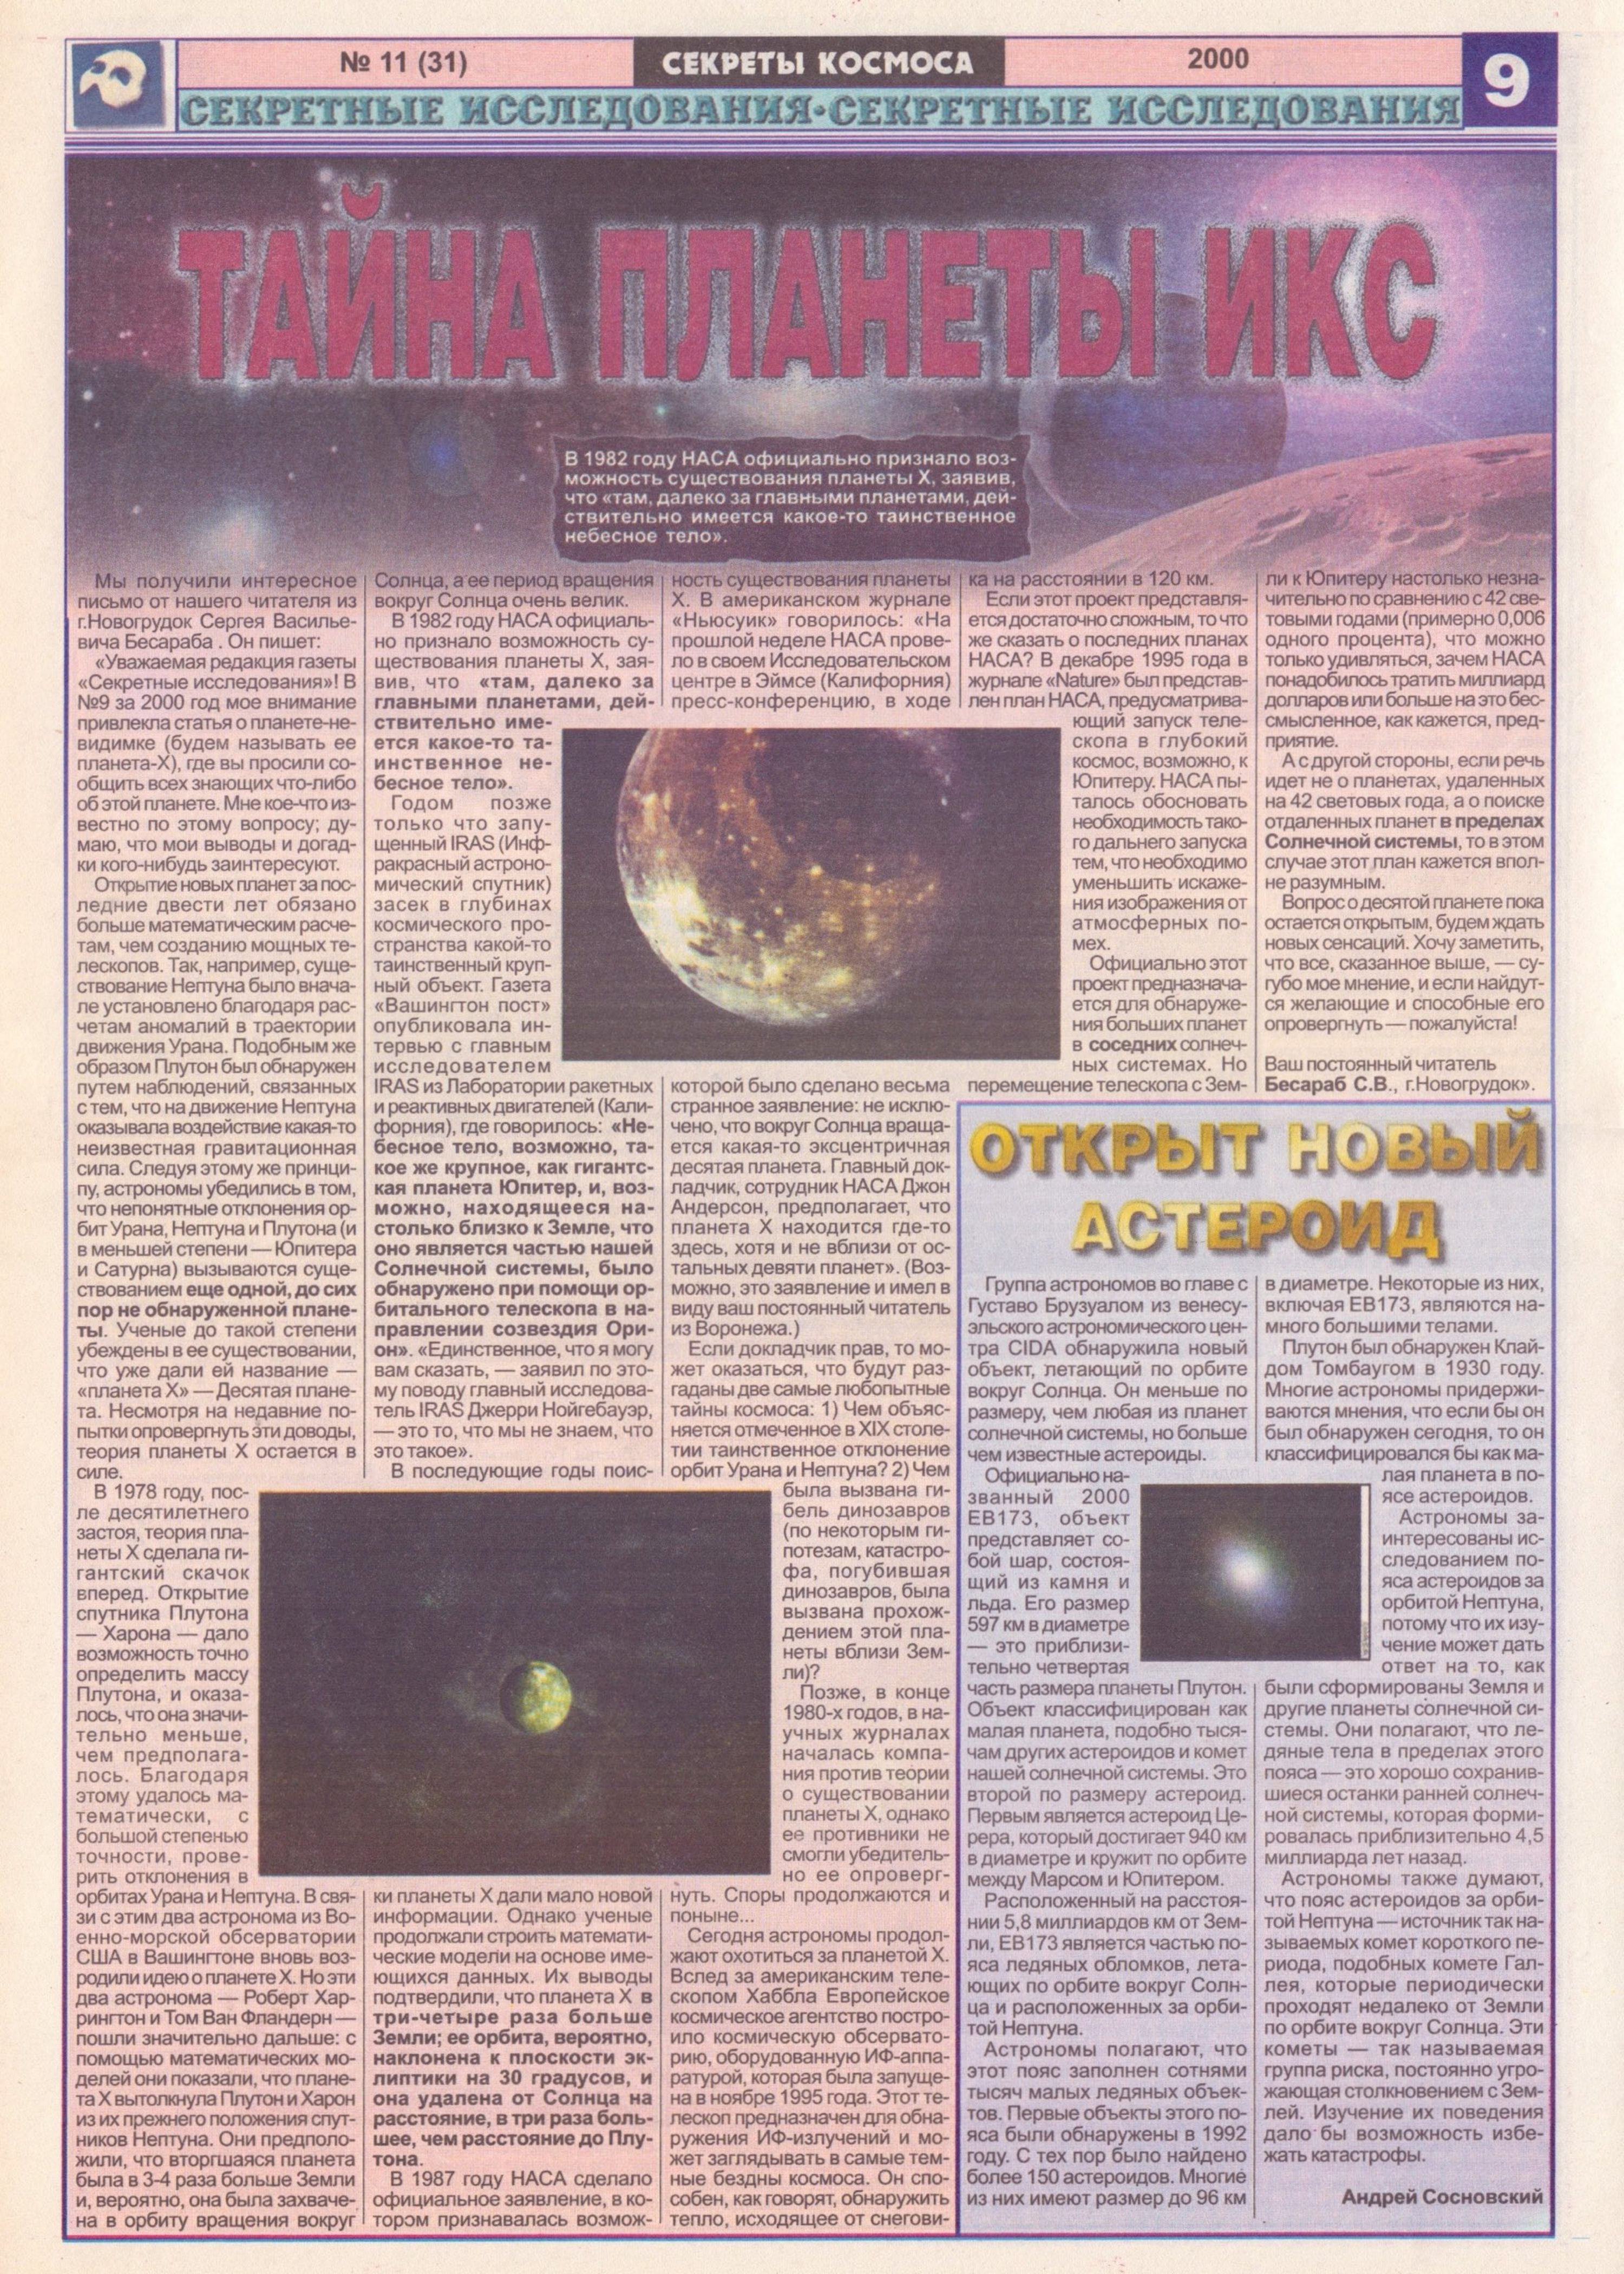 № 11 (31)
СЕКРЕТЫ КОСМОСА
2000
9
СЕКРЕТНЫЕ ИССЛЕДОВАНИЯ•СЕКРЕТНЫЕ ИССЛЕДОВАНИЯ
ТАЙНА ПЛАНЕТЫ ИКС
В 1982 году НАСА официально признало воз-
можность существования планеты Х, заявив,
что «там, далеко за главными планетами, дей-
ствительно имеется какое-то таинственное
небесное тело».
Мы получили интересное
письмо от нашего читателя из
г.Новогрудок Сергея Василье-
вича Бесараба . Он пишет:
«Уважаемая редакция газеты
«Секретные исследования»! В
№9 за 2000 год мое внимание
привлекла статья о планете-не-
видимке (будем называть ее
планета-Х), где вы просили со-
общить всех знающих что-либо
об этой планете. Мне кое-что из-
вестно по этому вопросу; ду-
маю, что мои выводы и догад-
ки кого-нибудь заинтересуют.
Открытие новых планет за пос-
ледние двести лет обязано
больше математическим расче-
там, чем созданию мощных те-
лескопов. Так, например, суще-
ствование Нептуна было внача-
ле установлено благодаря рас-
четам аномалий в траектории
движения Урана. Подобным же
образом Плутон был обнаружен
путем наблюдений, связанных
с тем, что на движение Нептуна
оказывала воздействие какая-то
неизвестная гравитационная
сила. Следуя этому же принци-
пу, астрономы убедились в том,
что непонятные отклонения ор-
бит Урана, Нептуна и Плутона (и
в меньшей степени — Юпитера
и Сатурна) вызываются суще-
ствованием еще одной, до сих
пор не обнаруженной плане-
ты. Ученые до такой степени
убеждены в ее существовании,
что уже дали ей название —
«планета Х» — Десятая плане-
та. Несмотря на недавние по-
пытки опровергнуть эти доводы,
теория планеты Х остается в
силе.
В 1978 году, пос-
ле десятилетнего
застоя, теория пла-
неты Х сделала ги-
гантский скачок
вперед. Открытие
спутника Плутона
— Харона — дало
возможность точно
определить массу
Плутона, и оказа-
лось, что она значи-
тельно меньше,
чем предполага-
лось. Благодаря
этому удалось ма-
тематически, с
большой степенью
точности, прове-
рить отклонения в
орбитах Урана и Нептуна. В свя-
зи с этим два астронома из Во-
енно-морской обсерватории
США в Вашингтоне вновь воз-
родили идею о планете Х. Но эти
два астронома — Роберт Хар-
рингтон и Том Ван Фландерн —
пошли значительно дальше: с
помощью математических мо-
делей они показали, что плане-
та Х вытолкнула Плутон и Харон
из их прежнего положения спут-
ников Нептуна. Они предполо-
жили, что вторгшаяся планета
была в 3-4 раза больше Земли
и, вероятно, она была захваче-
на в орбиту вращения вокруг
Солнца, а ее период вращения
вокруг Солнца очень велик.
В 1982 году НАСА официаль-
но признало возможность су-
ществования планеты Х, зая-
вив, что «там, далеко за
главными планетами, дей-
ствительно име-
ется какое-то та-
инственное не-
бесное тело».
Годом позже
только что запу-
щенный IRAS (Инф-
ракрасный астроно-
мический спутник)
засек в глубинах
космического про-
странства какой-то
таинственный круп-
ный объект. Газета
«Вашингтон пост»
опубликовала ин-
тервью с главным
исследователем
IRAS из Лаборатории ракетных
и реактивных двигателей (Кали-
форния), где говорилось: «Не-
бесное тело, возможно, та-
кое же крупное, как гигантс-
кая планета Юпитер, и, воз-
можно, находящееся на-
столько близко к Земле, что
оно является частью нашей
Солнечной системы, было
обнаружено при помощи ор-
битального телескопа в на-
правлении созвездия Ори-
он». «Единственное, что я могу
вам сказать, — заявил по это-
му поводу главный исследова-
тель IRAS Джерри Нойгебауэр,
— это то, что мы не знаем, что
это такое».
В последующие годы поис-
ки планеты Х дали мало новой
информации. Однако ученые
продолжали строить математи-
ческие модели на основе име-
ющихся данных. Их выводы
подтвердили, что планета Х в
три-четыре раза больше
Земли; ее орбита, вероятно,
наклонена к плоскости эк-
липтики на 30 градусов, и
она удалена от Солнца на
расстояние, в три раза боль-
шее, чем расстояние до Плу-
тона.
В 1987 году НАСА сделало
официальное заявление, в ко-
тором признавалась возмож-
ность существования планеты
Х. В американском журнале
«Ньюсуик» говорилось: «На
прошлой неделе НАСА прове-
ло в своем Исследовательском
центре в Эймсе (Калифорния)
пресс-конференцию, в ходе
которой было сделано весьма
странное заявление: не исклю-
чено, что вокруг Солнца враща-
ется какая-то эксцентричная
десятая планета. Главный док-
ладчик, сотрудник НАСА Джон
Андерсон, предполагает, что
планета Х находится где-то
здесь, хотя и не вблизи от ос-
тальных девяти планет». (Воз-
можно, это заявление и имел в
виду ваш постоянный читатель
из Воронежа.)
Если докладчик прав, то мо-
жет оказаться, что будут раз-
гаданы две самые любопытные
тайны космоса: 1) Чем объяс-
няется отмеченное в XIX столе-
тии таинственное отклонение
орбит Урана и Нептуна? 2) Чем
была вызвана ги-
бель динозавров
(по некоторым ги-
потезам, катастро-
фа, погубившая
динозавров, была
вызвана прохож-
дением этой пла-
неты вблизи Зем-
ли)?
Позже, в конце
1980-х годов, в на-
учных журналах
началась компа-
ния против теории
о существовании
планеты Х, однако
ее противники не
смогли убедитель-
но ее опроверг-
нуть. Споры продолжаются и
поныне...
Сегодня астрономы продол-
жают охотиться за планетой Х.
Вслед за американским теле-
скопом Хаббла Европейское
космическое агентство постро-
ило космическую обсервато-
рию, оборудованную ИФ-аппа-
ратурой, которая была запуще-
на в ноябре 1995 года. Этот те-
лескоп предназначен для обна-
ружения ИФ-излучений и мо-
жет заглядывать в самые тем-
ные бездны космоса. Он спо-
собен, как говорят, обнаружить
тепло, исходящее от снегови-
ка на расстоянии в 120 км.
Если этот проект представля-
ется достаточно сложным, то что
же сказать о последних планах
НАСА? В декабре 1995 года в
журнале «Nature» был представ-
лен план НАСА, предусматрива-
ющий запуск теле-
скопа в глубокий
космос, возможно, к
Юпитеру. НАСА пы-
талось обосновать
необходимость тако-
го дальнего запуска
тем, что необходимо
уменьшить искаже-
ния изображения от
атмосферных по-
мех.
Официально этот
проект предназнача-
ется для обнаруже-
ния больших планет
в соседних солнеч-
ных системах. Но
перемещение телескопа с Зем-
ли к Юпитеру настолько незна-
чительно по сравнению с 42 све-
товыми годами (примерно 0,006
одного процента), что можно
только удивляться, зачем НАСА
понадобилось тратить миллиард
долларов или больше на это бес-
смысленное, как кажется, пред-
приятие.
А с другой стороны, если речь
идет не о планетах, удаленных
на 42 световых года, а о поиске
отдаленных планет в пределах
Солнечной системы, то в этом
случае этот план кажется впол-
не разумным.
Вопрос о десятой планете пока
остается открытым, будем ждать
новых сенсаций. Хочу заметить,
что все, сказанное выше, — су-
губо мое мнение, и если найдут-
ся желающие и способные его
опровергнуть — пожалуйста!
Ваш постоянный читатель
Бесараб С.В., г.Новогрудок».
ОТКРЫТ НОВЫЙ
АСТЕРОИД
Группа астрономов во главе с
Густаво Брузуалом из венесу-
эльского астрономического цен-
тра CIDA обнаружила новый
объект, летающий по орбите
вокруг Солнца. Он меньше по
размеру, чем любая из планет
солнечной системы, но больше
чем известные астероиды.
Официально на-
званный 2000
EB173, объект
представляет со-
бой шар, состоя-
щий из камня и
льда. Его размер
597 км в диаметре
— это приблизи-
тельно четвертая
часть размера планеты Плутон.
Объект классифицирован как
малая планета, подобно тыся-
чам других астероидов и комет
нашей солнечной системы. Это
второй по размеру астероид.
Первым является астероид Це-
рера, который достигает 940 км
в диаметре и кружит по орбите
между Марсом и Юпитером.
Расположенный на расстоя-
нии 5,8 миллиардов км от Зем-
ли, EB173 является частью по-
яса ледяных обломков, лета-
ющих по орбите вокруг Солн-
ца и расположенных за орби-
той Нептуна.
Астрономы полагают, что
этот пояс заполнен сотнями
тысяч малых ледяных объек-
тов. Первые объекты этого по-
яса были обнаружены в 1992
году. С тех пор было найдено
более 150 астероидов. Многие
из них имеют размер до 96 км
в диаметре. Некоторые из них,
включая EB173, являются на-
много большими телами.
Плутон был обнаружен Клай-
дом Томбаугом в 1930 году.
Многие астрономы придержи-
ваются мнения, что если бы он
был обнаружен сегодня, то он
классифицировался бы как ма-
лая планета в по-
ясе астероидов.
Астрономы за-
интересованы ис-
следованием по-
яса астероидов за
орбитой Нептуна,
потому что их изу-
чение может дать
ответ на то, как
были сформированы Земля и
другие планеты солнечной си-
стемы. Они полагают, что ле-
дяные тела в пределах этого
пояса — это хорошо сохранив-
шиеся останки ранней солнеч-
ной системы, которая форми-
ровалась приблизительно 4,5
миллиарда лет назад.
Астрономы также думают,
что пояс астероидов за орби-
той Нептуна — источник так на-
зываемых комет короткого пе-
риода, подобных комете Гал-
лея, которые периодически
проходят недалеко от Земли
по орбите вокруг Солнца. Эти
кометы — так называемая
группа риска, постоянно угро-
жающая столкновением с Зем-
лей. Изучение их поведения
дало бы возможность избе-
жать катастрофы.
Андрей Сосновский